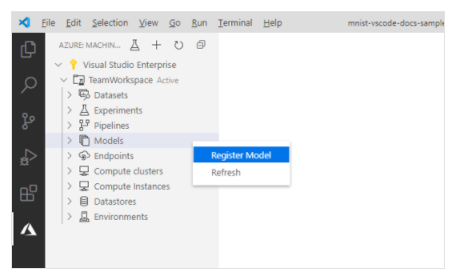 File Edit Selection View Go Run Terminal Help mnist-vscode-docs-sample
AZURE: MACHIN...
Visual Studio Enterprise
TeamWorkspace Active
Datasets
Experiments
Pipelines
Models
Endpoints
Register Model
Compute clusters
Refresh
Compute Instances
Datastores
Environments